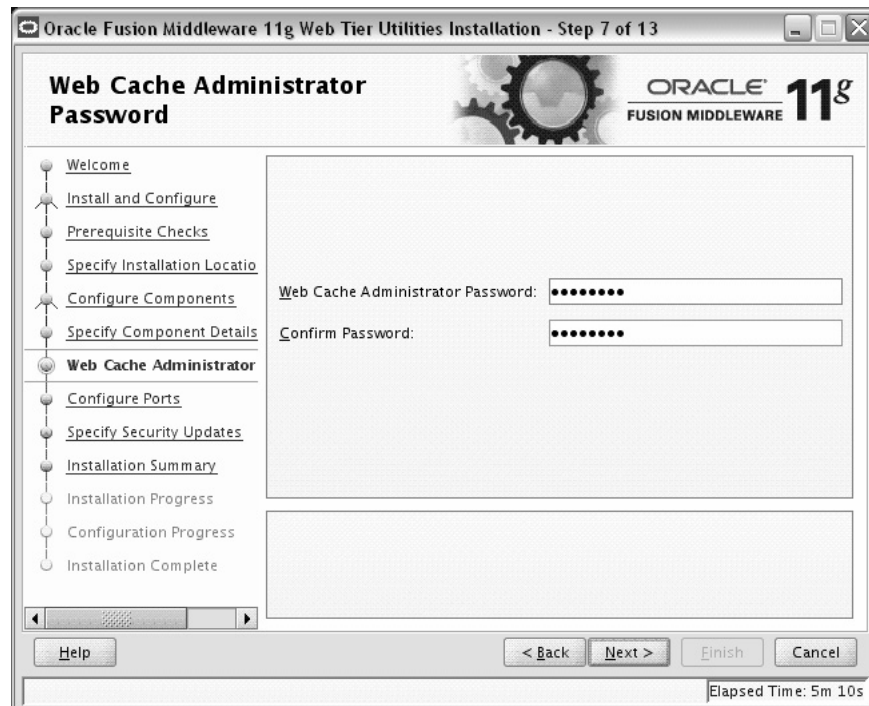 Oracle Fusion Middleware 11g Web Tier Utilities Installation - Step 7 of 13
Web Cache Administrator
Password
ORACLE
FUSION MIDDLEWARE
11g
Welcome
Install and Configure
Prerequisite Checks
Specify Installation Locatio
Configure Components
Specify Component Details
Web Cache Administrator
Configure Ports
Specify Security Updates
Installation Summary
Installation Progress
Configuration Progress
Installation Complete
Web Cache Administrator Password: ••••••••
Confirm Password: ••••••••
Help
< Back
Next >
Finish
Cancel
Elapsed Time: 5m 10s